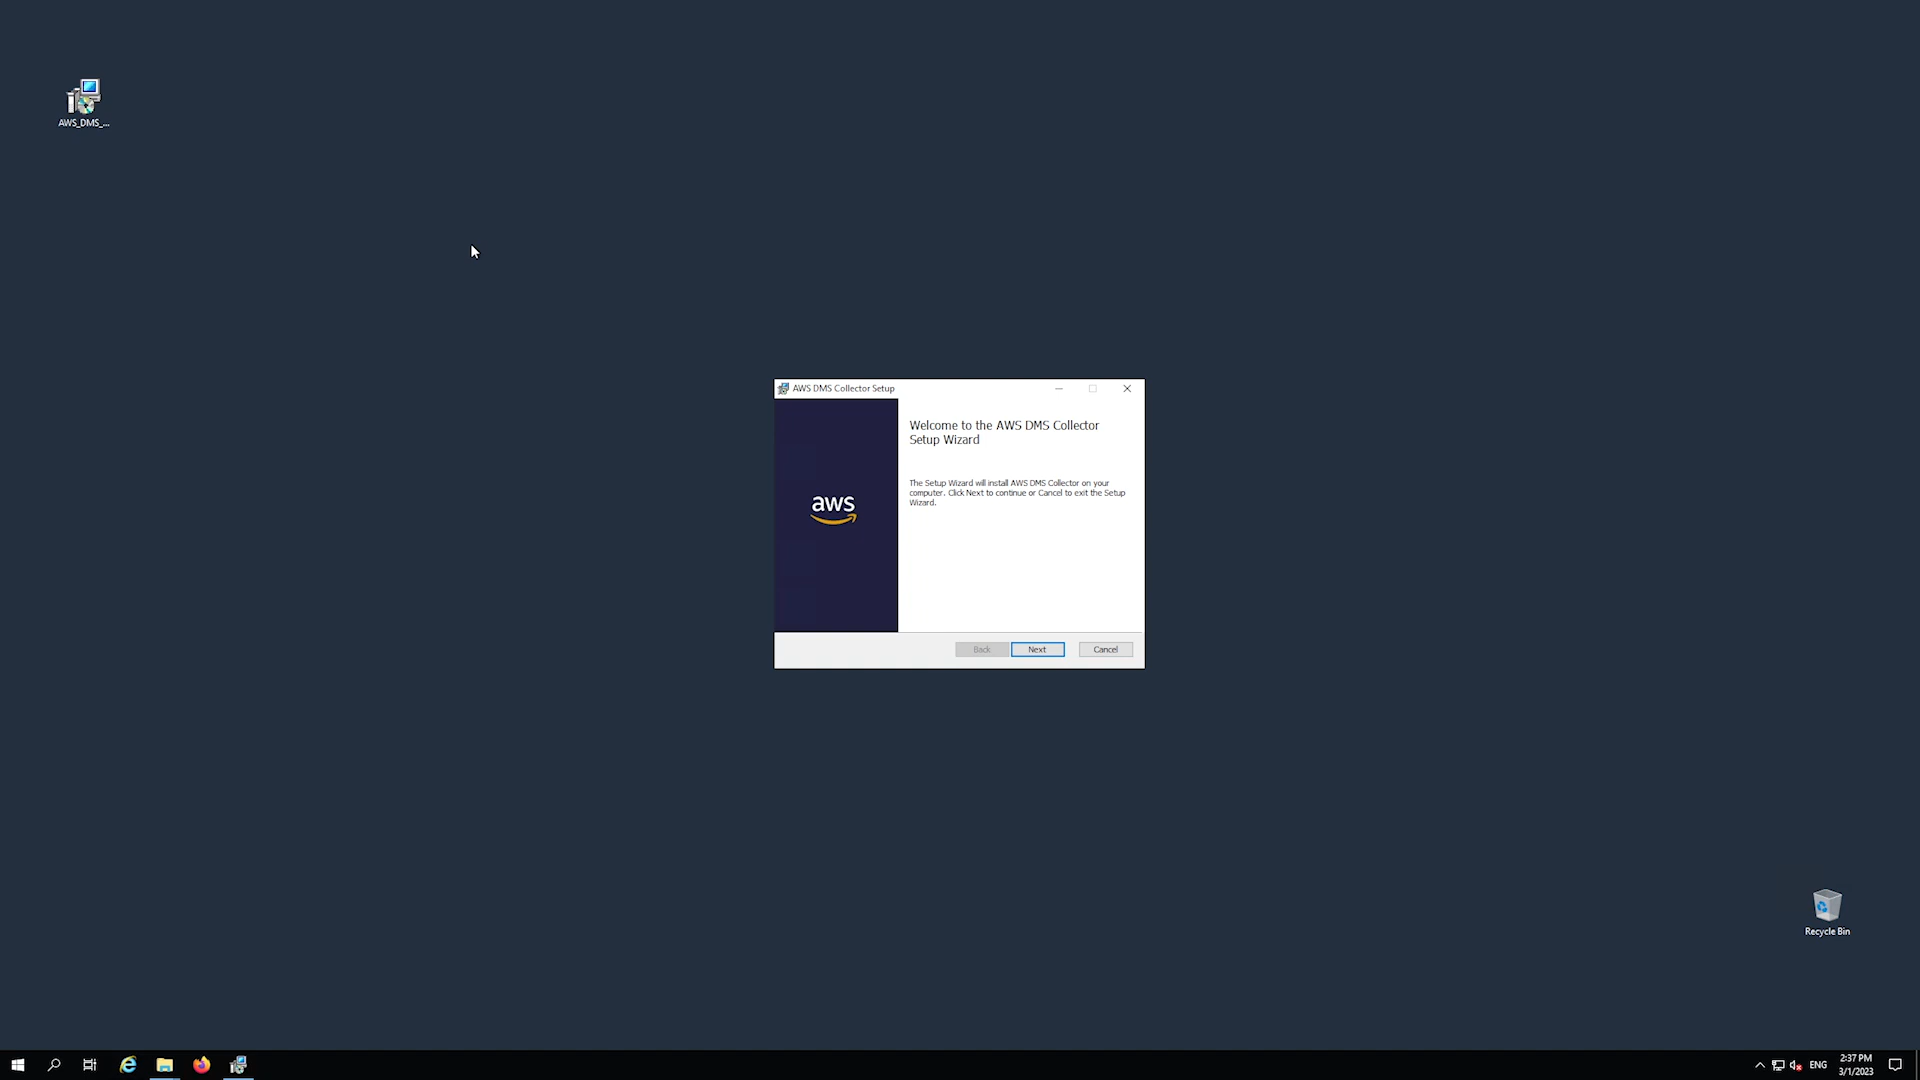 AWS_DMS_...
AWS DMS Collector Setup
Welcome to the AWS DMS Collector
Setup Wizard
The Setup Wizard will install AWS DMS Collector on your
computer. Click Next to continue or Cancel to exit the Setup
Wizard.
aws
Back
Next
Cancel
Recycle Bin
ENG
2:37 PM
3/1/2023